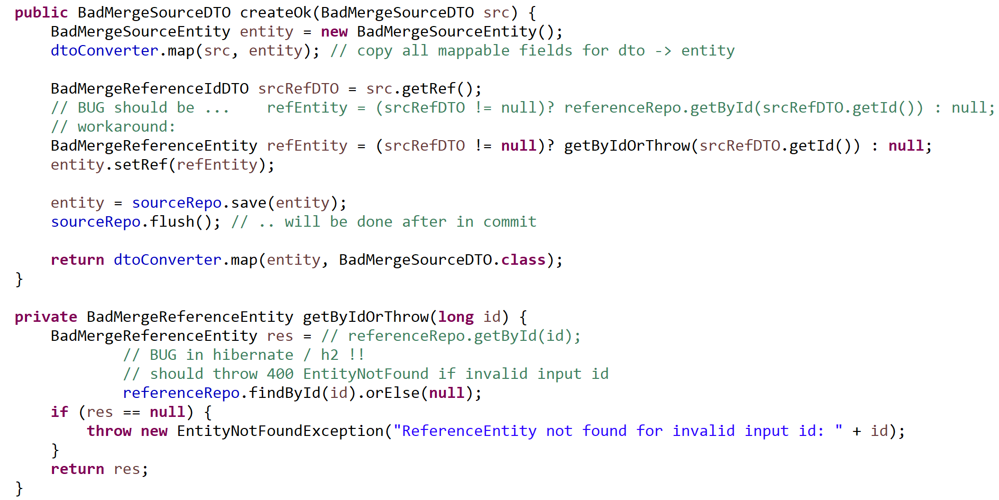 public BadMergeSourceDTO createOk(BadMergeSourceDTO src) {
    BadMergeSourceEntity entity = new BadMergeSourceEntity();
    dtoConverter.map(src, entity); // copy all mappable fields for dto -> entity

    BadMergeReferenceIdDTO srcRefDTO = src.getRef();
    // BUG should be ...    refEntity = (srcRefDTO != null)? referenceRepo.getById(srcRefDTO.getId()) : null;
    // workaround:
    BadMergeReferenceEntity refEntity = (srcRefDTO != null)? getByIdOrThrow(srcRefDTO.getId()) : null;
    entity.setRef(refEntity);

    entity = sourceRepo.save(entity);
    sourceRepo.flush(); // .. will be done after in commit

    return dtoConverter.map(entity, BadMergeSourceDTO.class);
}

private BadMergeReferenceEntity getByIdOrThrow(long id) {
    BadMergeReferenceEntity res = // referenceRepo.getById(id);
            // BUG in hibernate / h2 !!
            // should throw 400 EntityNotFound if invalid input id
            referenceRepo.findById(id).orElse(null);
    if (res == null) {
        throw new EntityNotFoundException("ReferenceEntity not found for invalid input id: " + id);
    }
    return res;
}